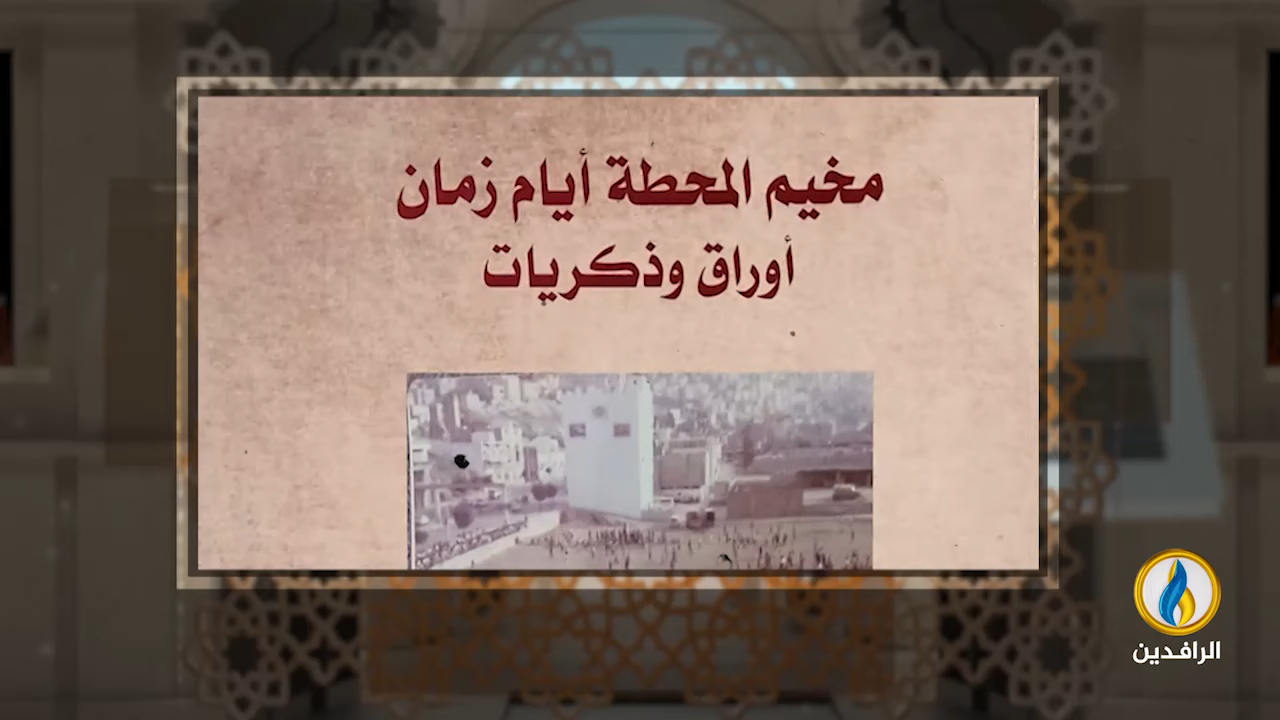 مخيم المحطة أيام زمان
أوراق وذكريات
الرافدين